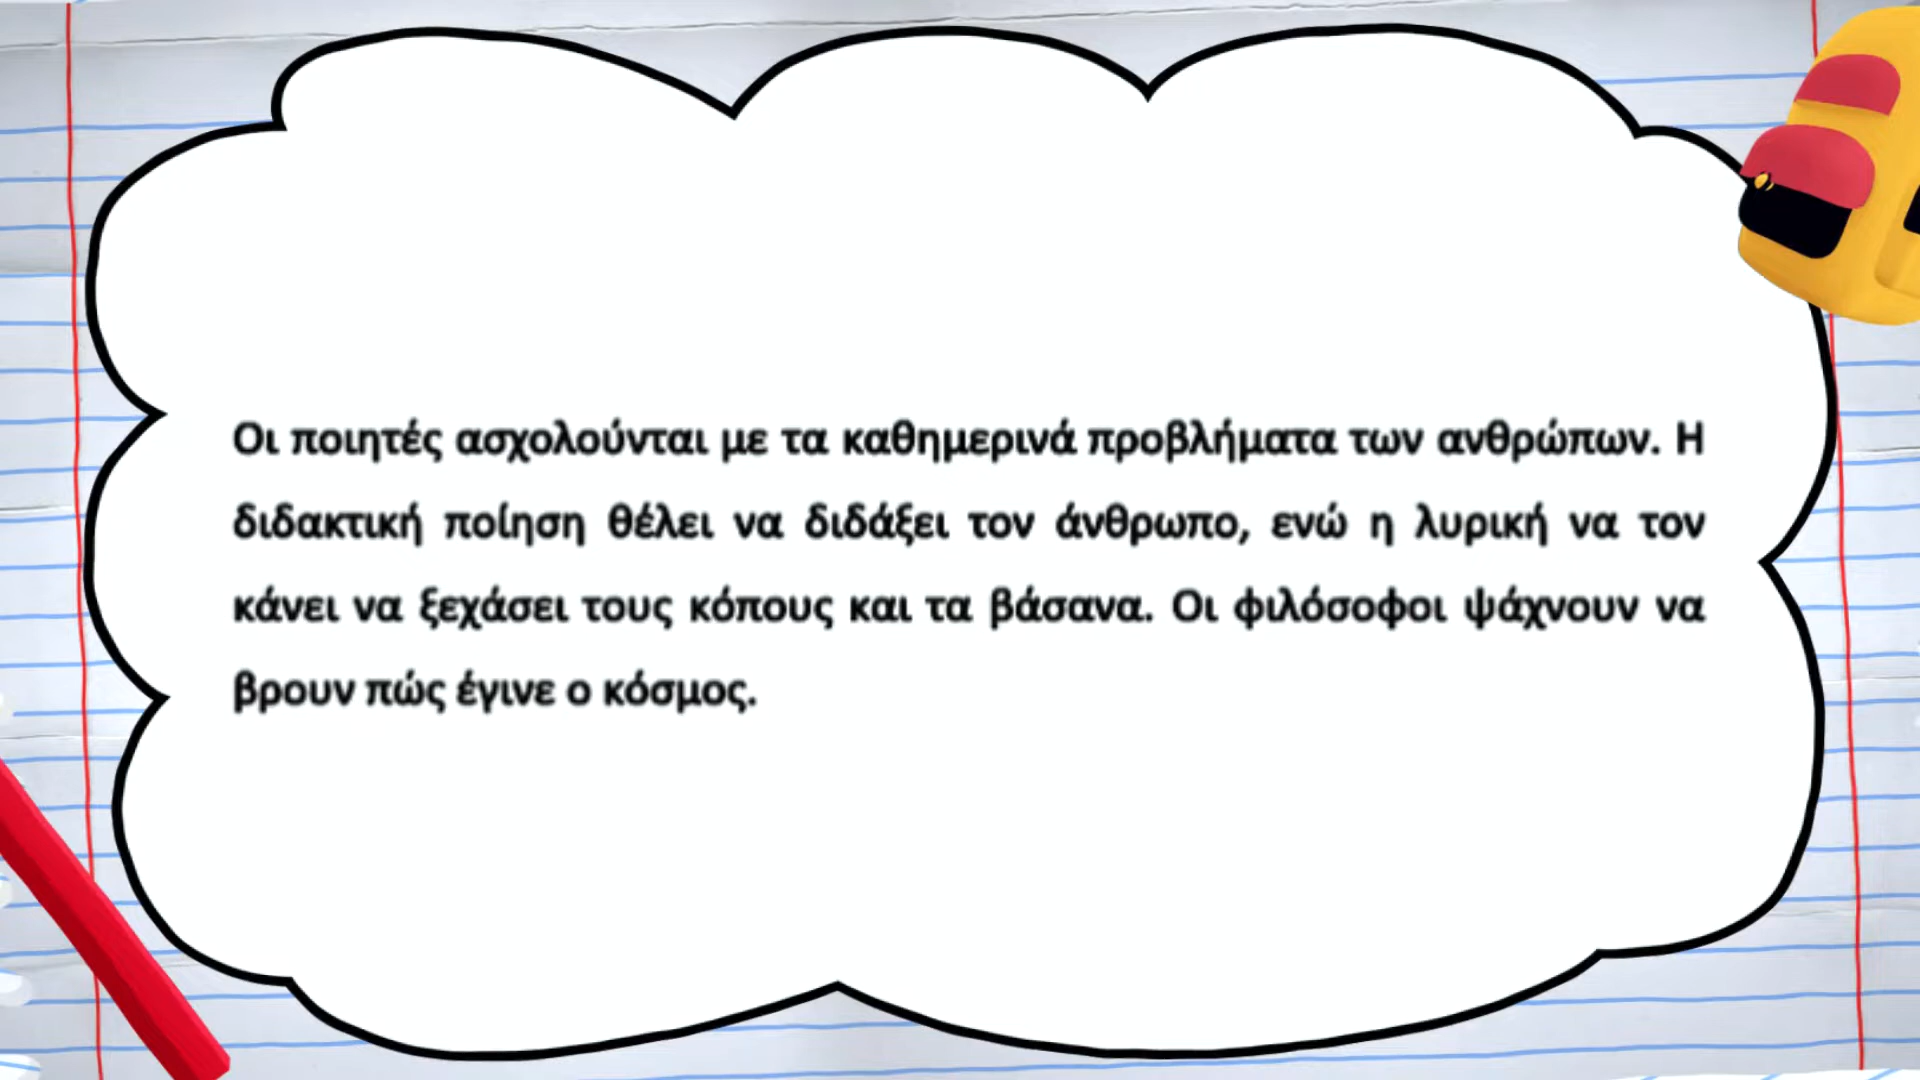 Οι ποιητές ασχολούνται με τα καθημερινά προβλήματα των ανθρώπων. Η
διδακτική ποίηση θέλει να διδάξει τον άνθρωπο, ενώ η λυρική να τον
κάνει να ξεχάσει τους κόπους και τα βάσανα. Οι φιλόσοφοι ψάχνουν να
βρουν πώς έγινε ο κόσμος.